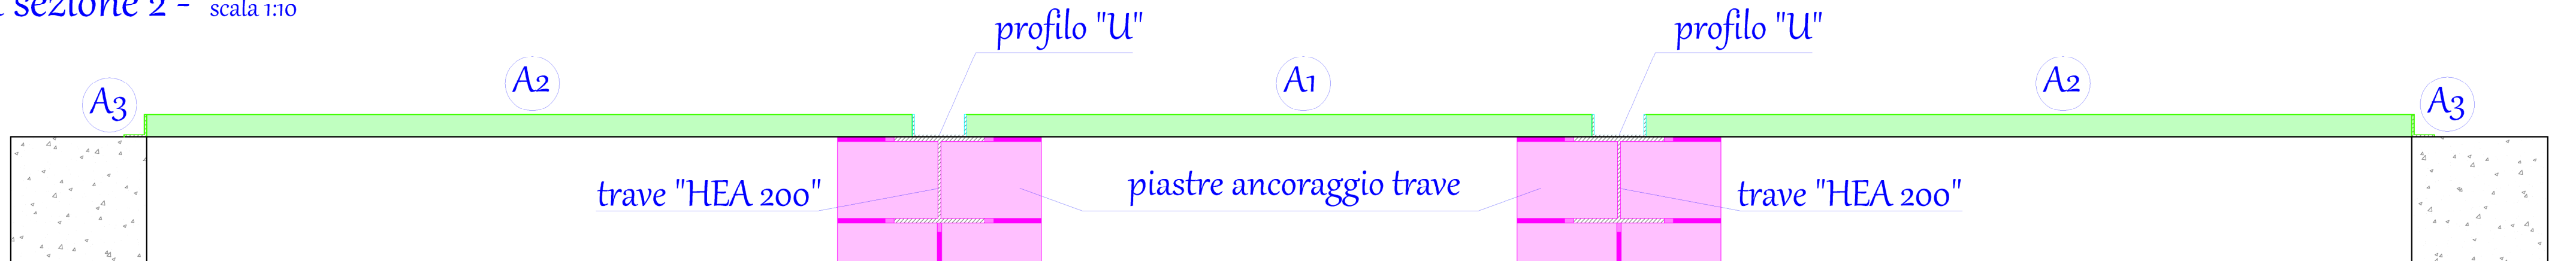 sezione 2 - scala 1:10
profilo "U"
profilo "U"
A3
A2
A1
A2
A3
trave "HEA 200"
piastre ancoraggio trave
trave "HEA 200"